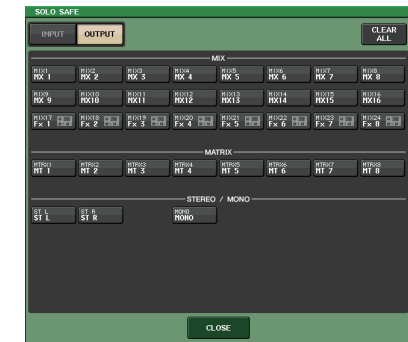 SOLO SAFE
INPUT OUTPUT CLEAR ALL
MIX
MIX1 MIX2 MIX3 MIX4 MIX5 MIX6 MIX7 MIX8
MX 1 MX 2 MX 3 MX 4 MX 5 MX 6 MX 7 MX 8
MIX9 MIX10 MIX11 MIX12 MIX13 MIX14 MIX15 MIX16
MX 9 MX10 MX11 MX12 MX13 MX14 MX15 MX16
MIX17 MIX18 MIX19 MIX20 MIX21 MIX22 MIX23 MIX24
Fx 1 Fx 2 Fx 3 Fx 4 Fx 5 Fx 6 Fx 7 Fx 8
MATRIX
MTRX1 MTRX2 MTRX3 MTRX4 MTRX5 MTRX6 MTRX7 MTRX8
MT 1 MT 2 MT 3 MT 4 MT 5 MT 6 MT 7 MT 8
STEREO / MONO
ST L ST R MONO
ST L ST R MONO
CLOSE